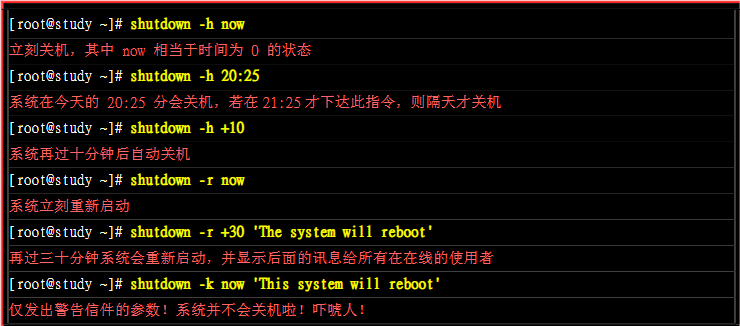 [root@study ~]# shutdown -h now
立刻关机，其中 now 相当于时间为 0 的状态
[root@study ~]# shutdown -h 20:25
系统在今天的 20:25 分会关机，若在21:25才下达此指令，则隔天才关机
[root@study ~]# shutdown -h +10
系统再过十分钟后自动关机
[root@study ~]# shutdown -r now
系统立刻重新启动
[root@study ~]# shutdown -r +30 'The system will reboot'
再过三十分钟系统会重新启动，并显示后面的讯息给所有在在线的使用者
[root@study ~]# shutdown -k now 'This system will reboot'
仅发出警告信件的参数！系统并不会关机啦！吓唬人！